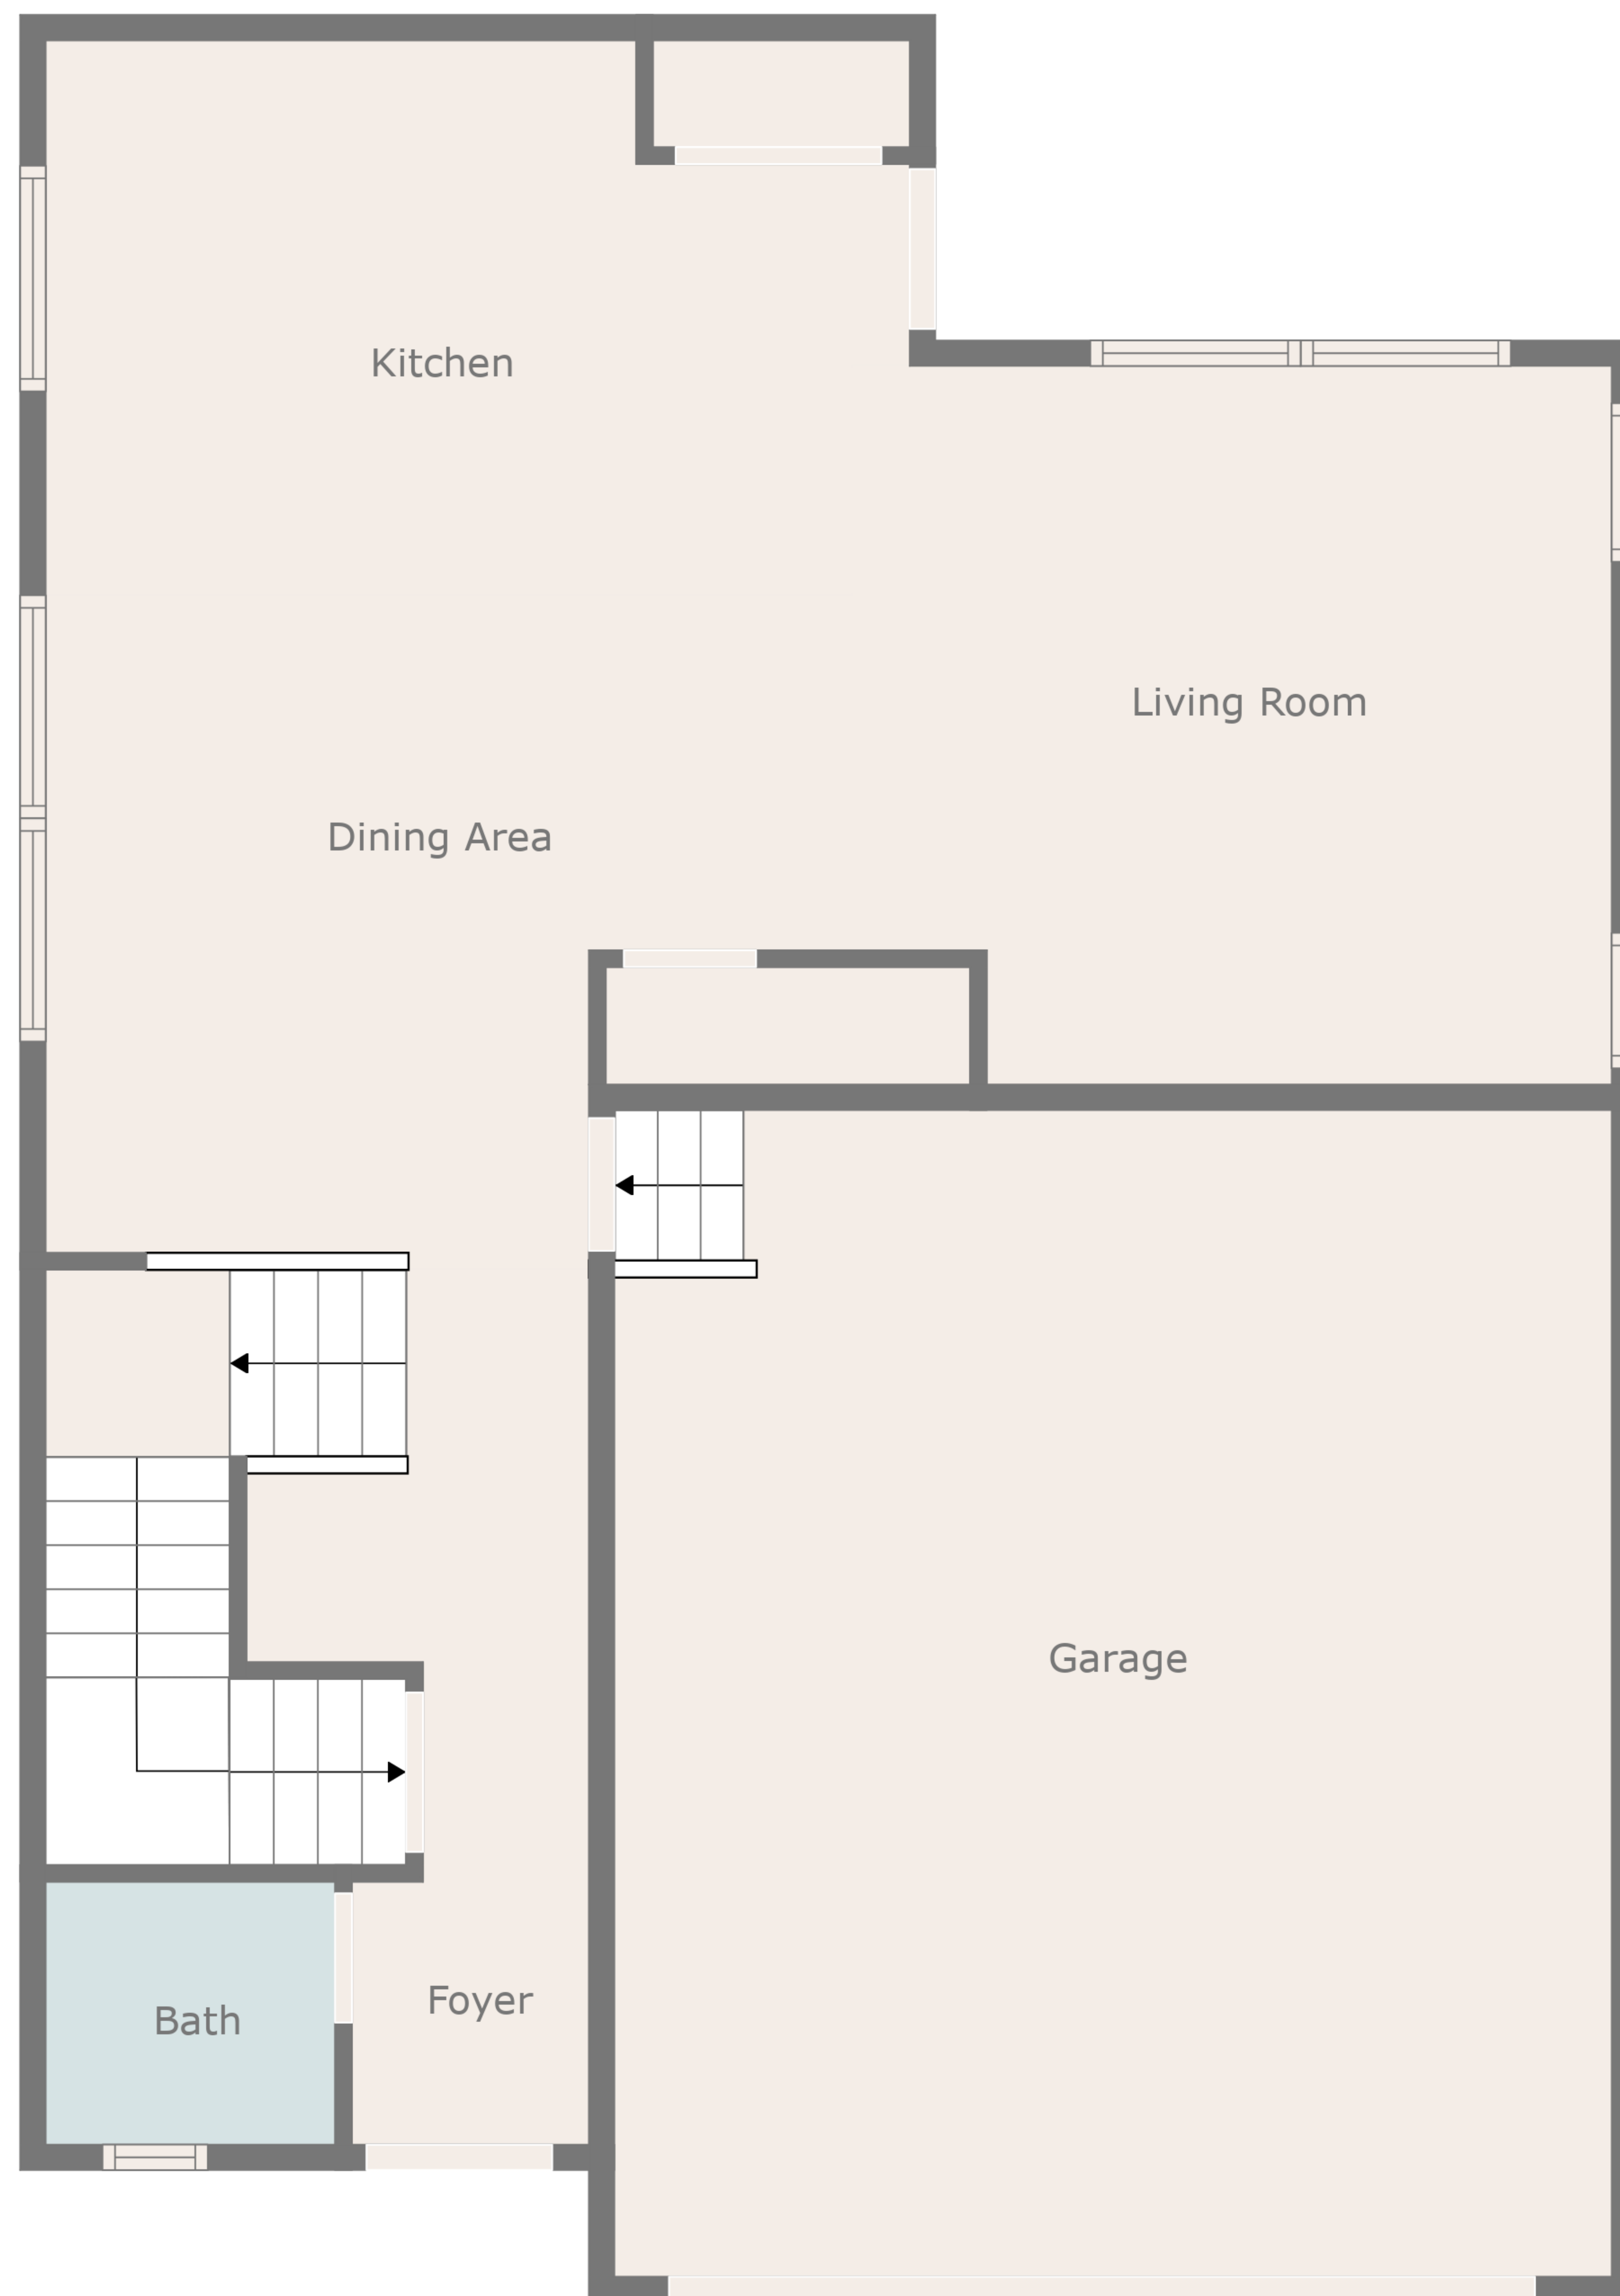 Kitchen
Living Room
Dining Area
Garage
Foyer
Bath